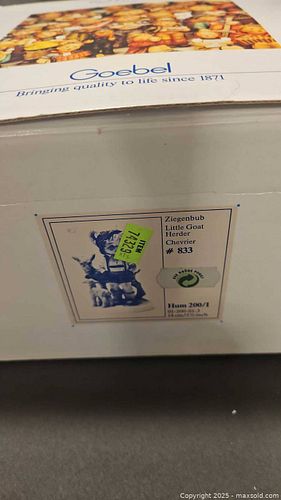 Goebel
Bringing quality to life since 1871
Ziegenbub
Little Goat
Herder
Chevrier
# 833
ITEM
74329
Hum 200/1
Copyright © 2025 - maxsold.com